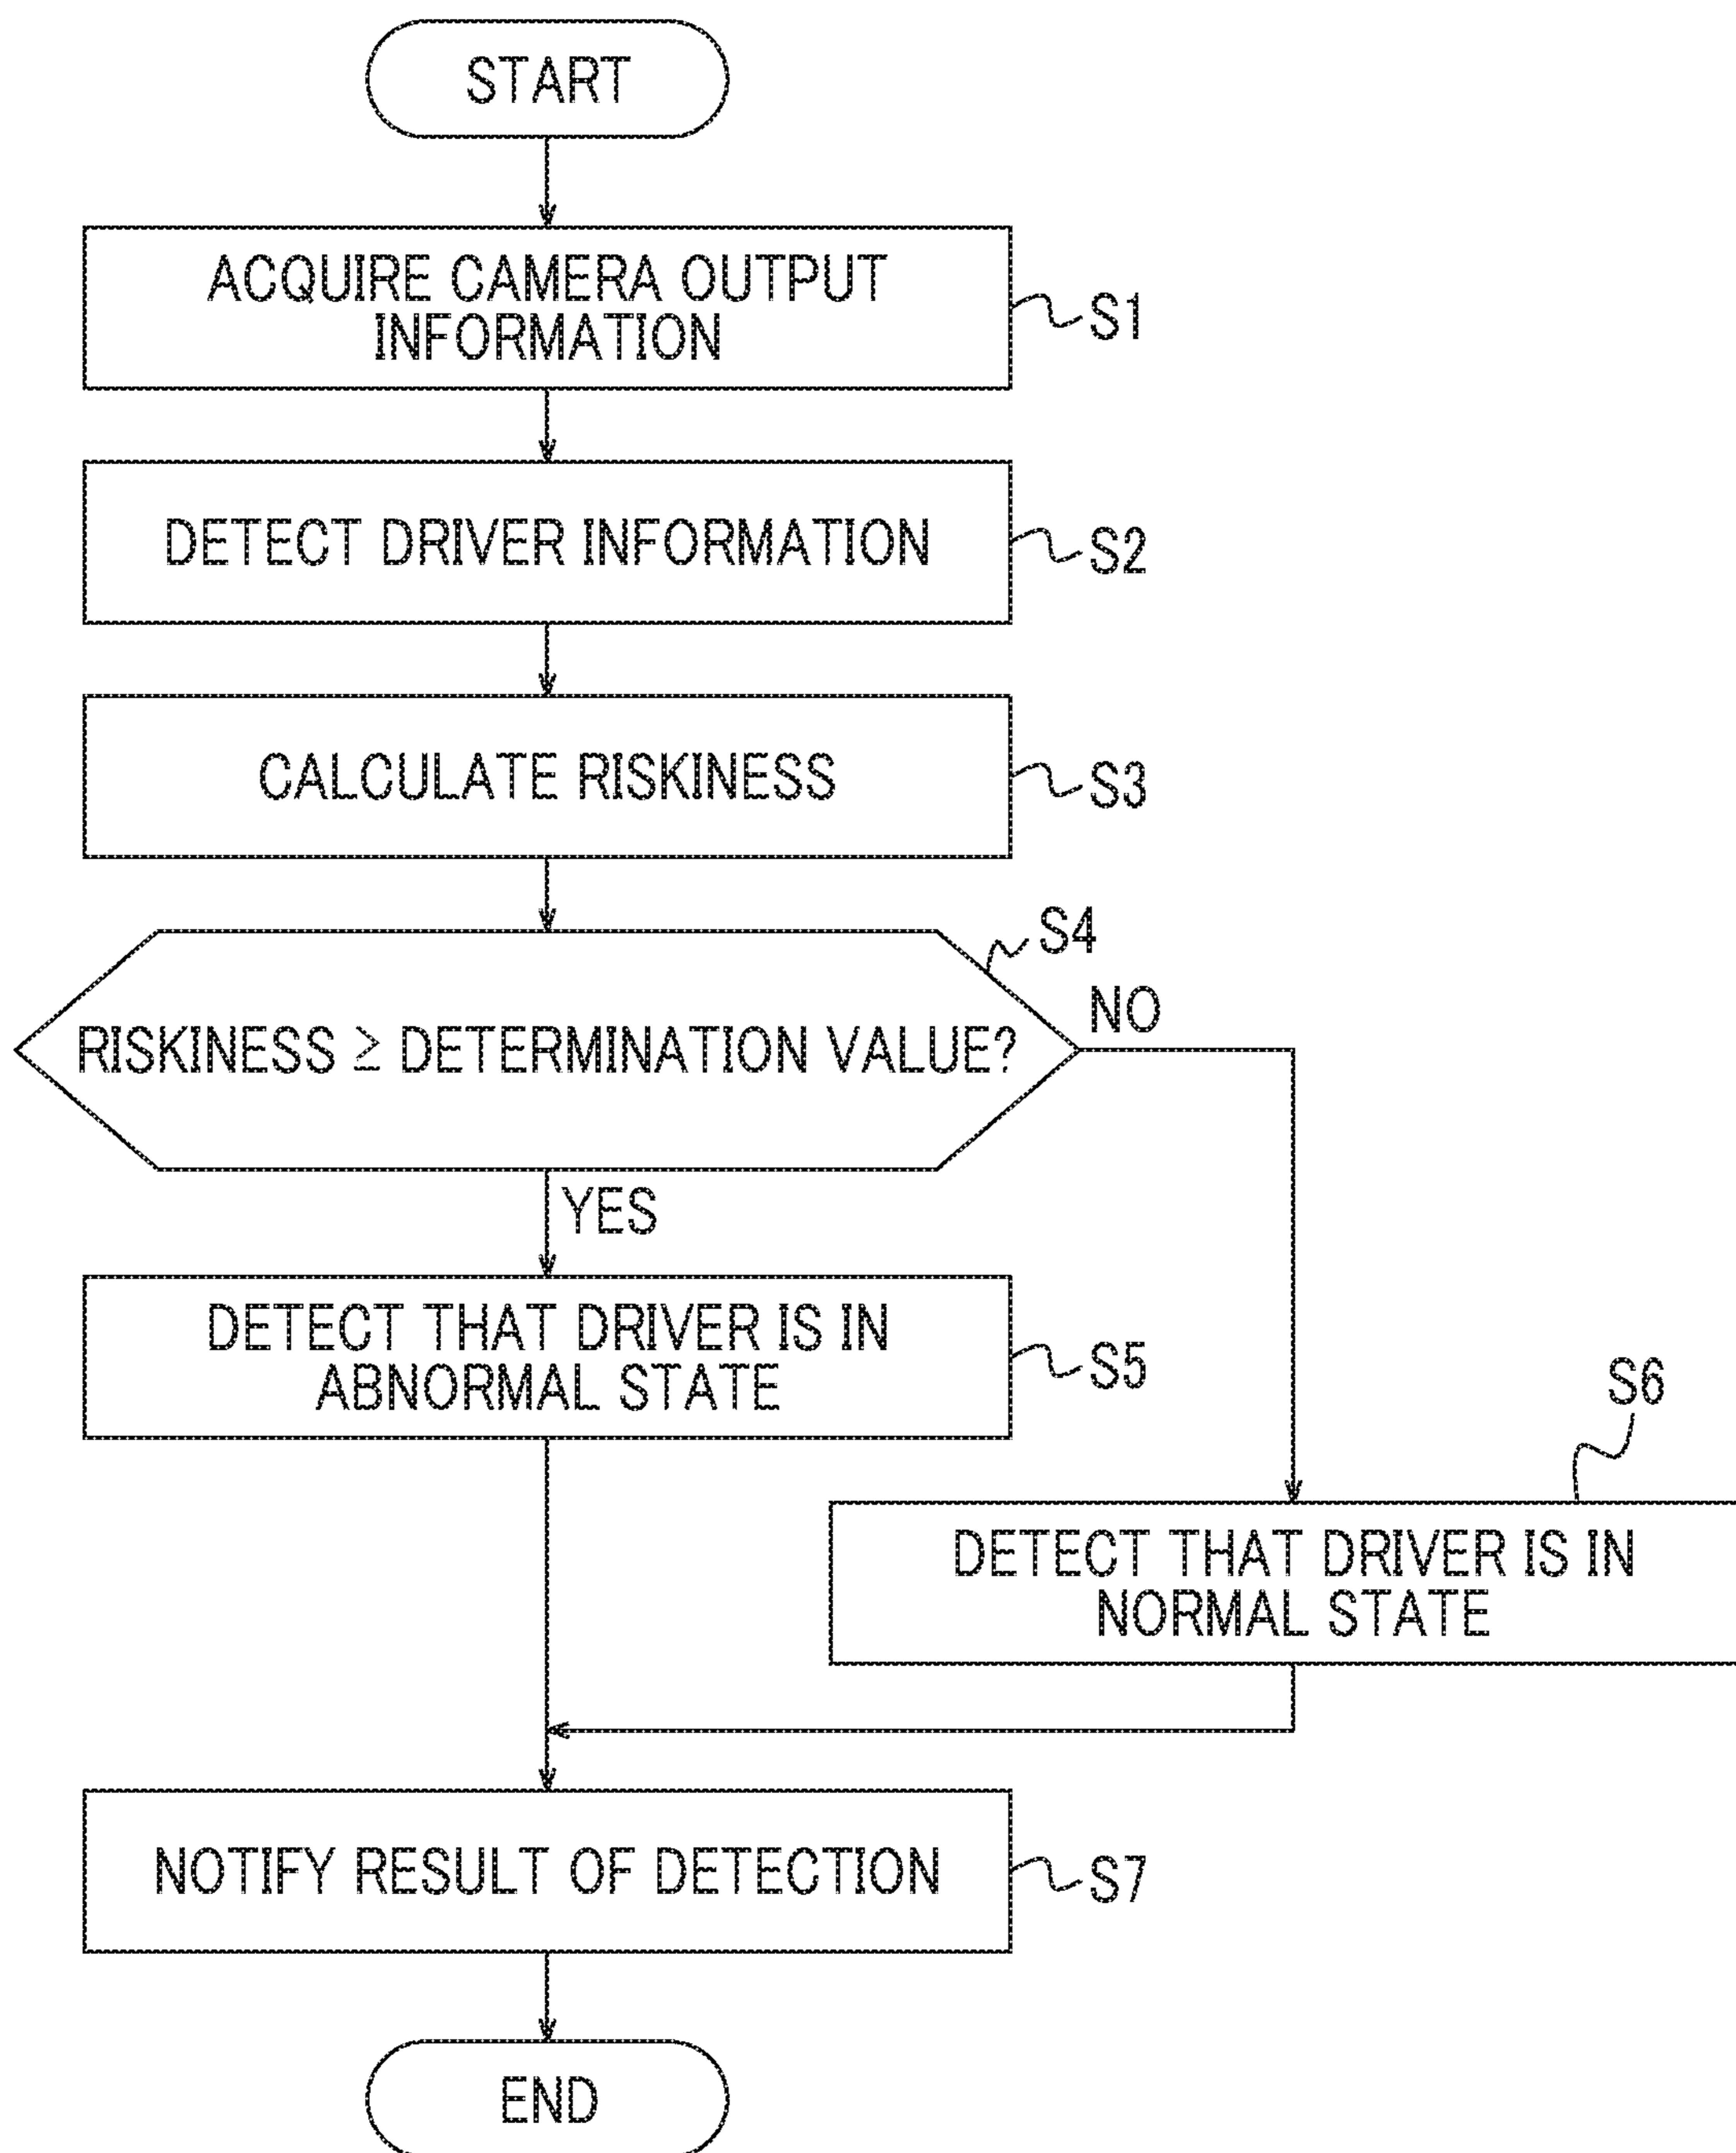 START
ACQUIRE CAMERA OUTPUT
INFORMATION
S1
DETECT DRIVER INFORMATION
S2
CALCULATE RISKINESS
S3
S4
RISKINESS ≥ DETERMINATION VALUE?
NO
YES
DETECT THAT DRIVER IS IN
ABNORMAL STATE
S5
S6
DETECT THAT DRIVER IS IN
NORMAL STATE
NOTIFY RESULT OF DETECTION
S7
END